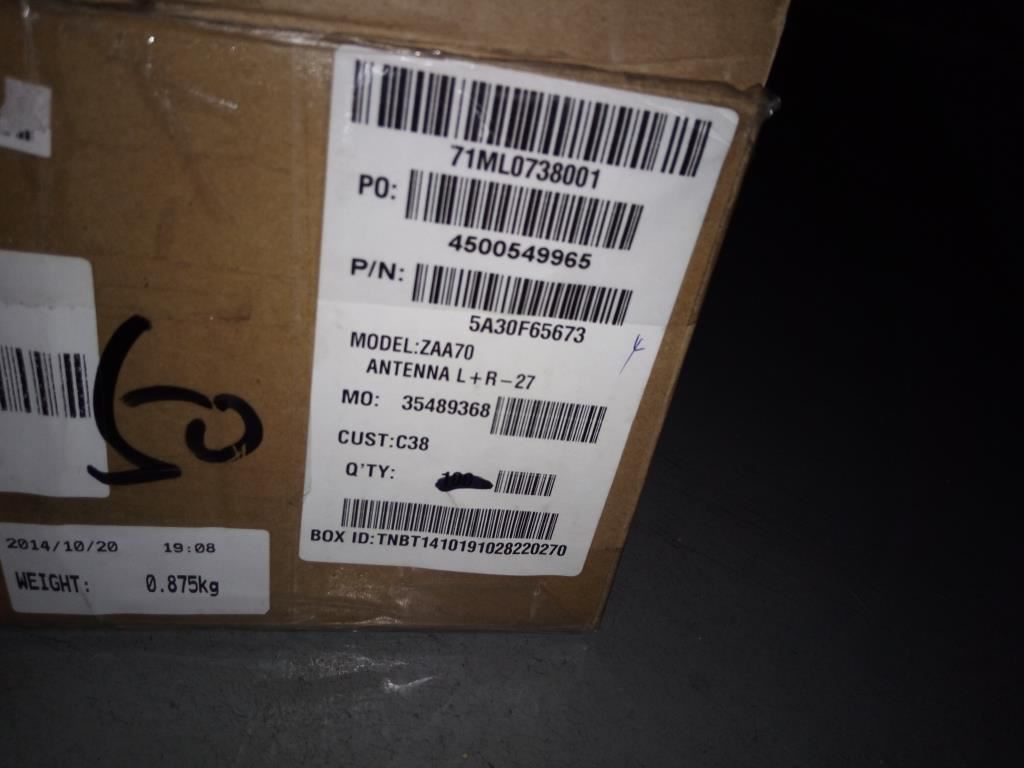 71ML0738001
PO:
4500549965
P/N:
5A30F65673
MODEL:ZAA70
ANTENNA L+R-27
MO: 35489368
CUST:C38
Q'TY: 100
BOX ID:TNBT1410191028220270
2014/10/20 19:08
WEIGHT: 0.875kg